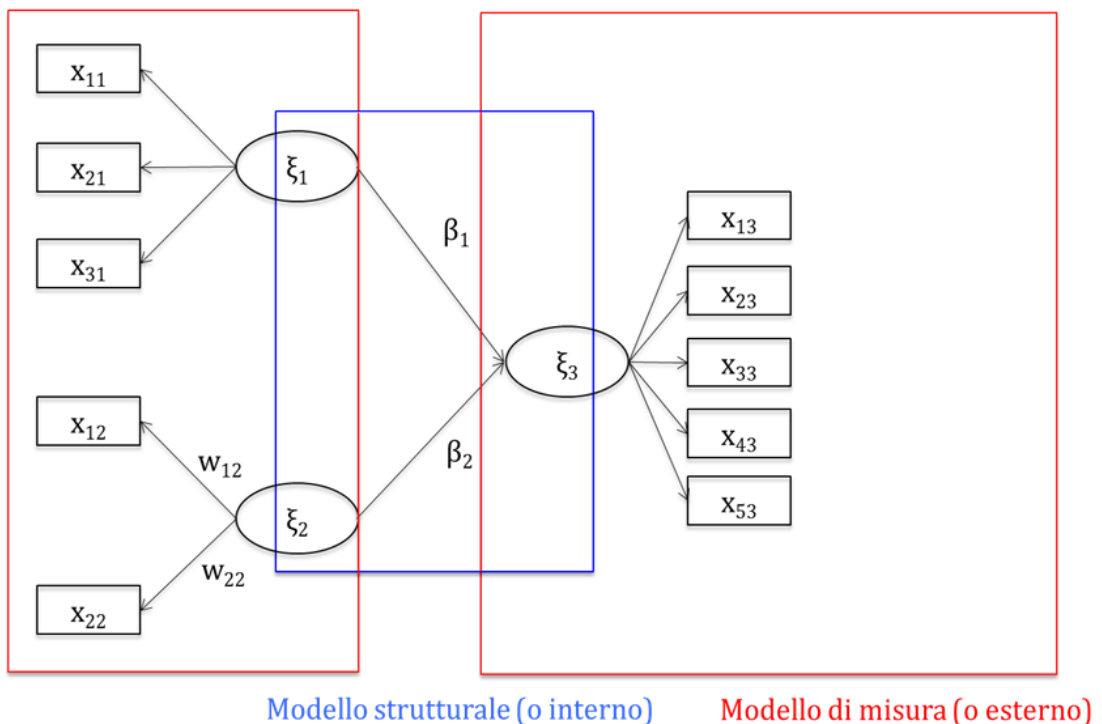 x₁₁
x₂₁
x₃₁
ξ₁
β₁
x₁₃
x₂₃
x₃₃
x₄₃
x₅₃
ξ₃
x₁₂
w₁₂
β₂
ξ₂
w₂₂
x₂₂
Modello strutturale (o interno)
Modello di misura (o esterno)